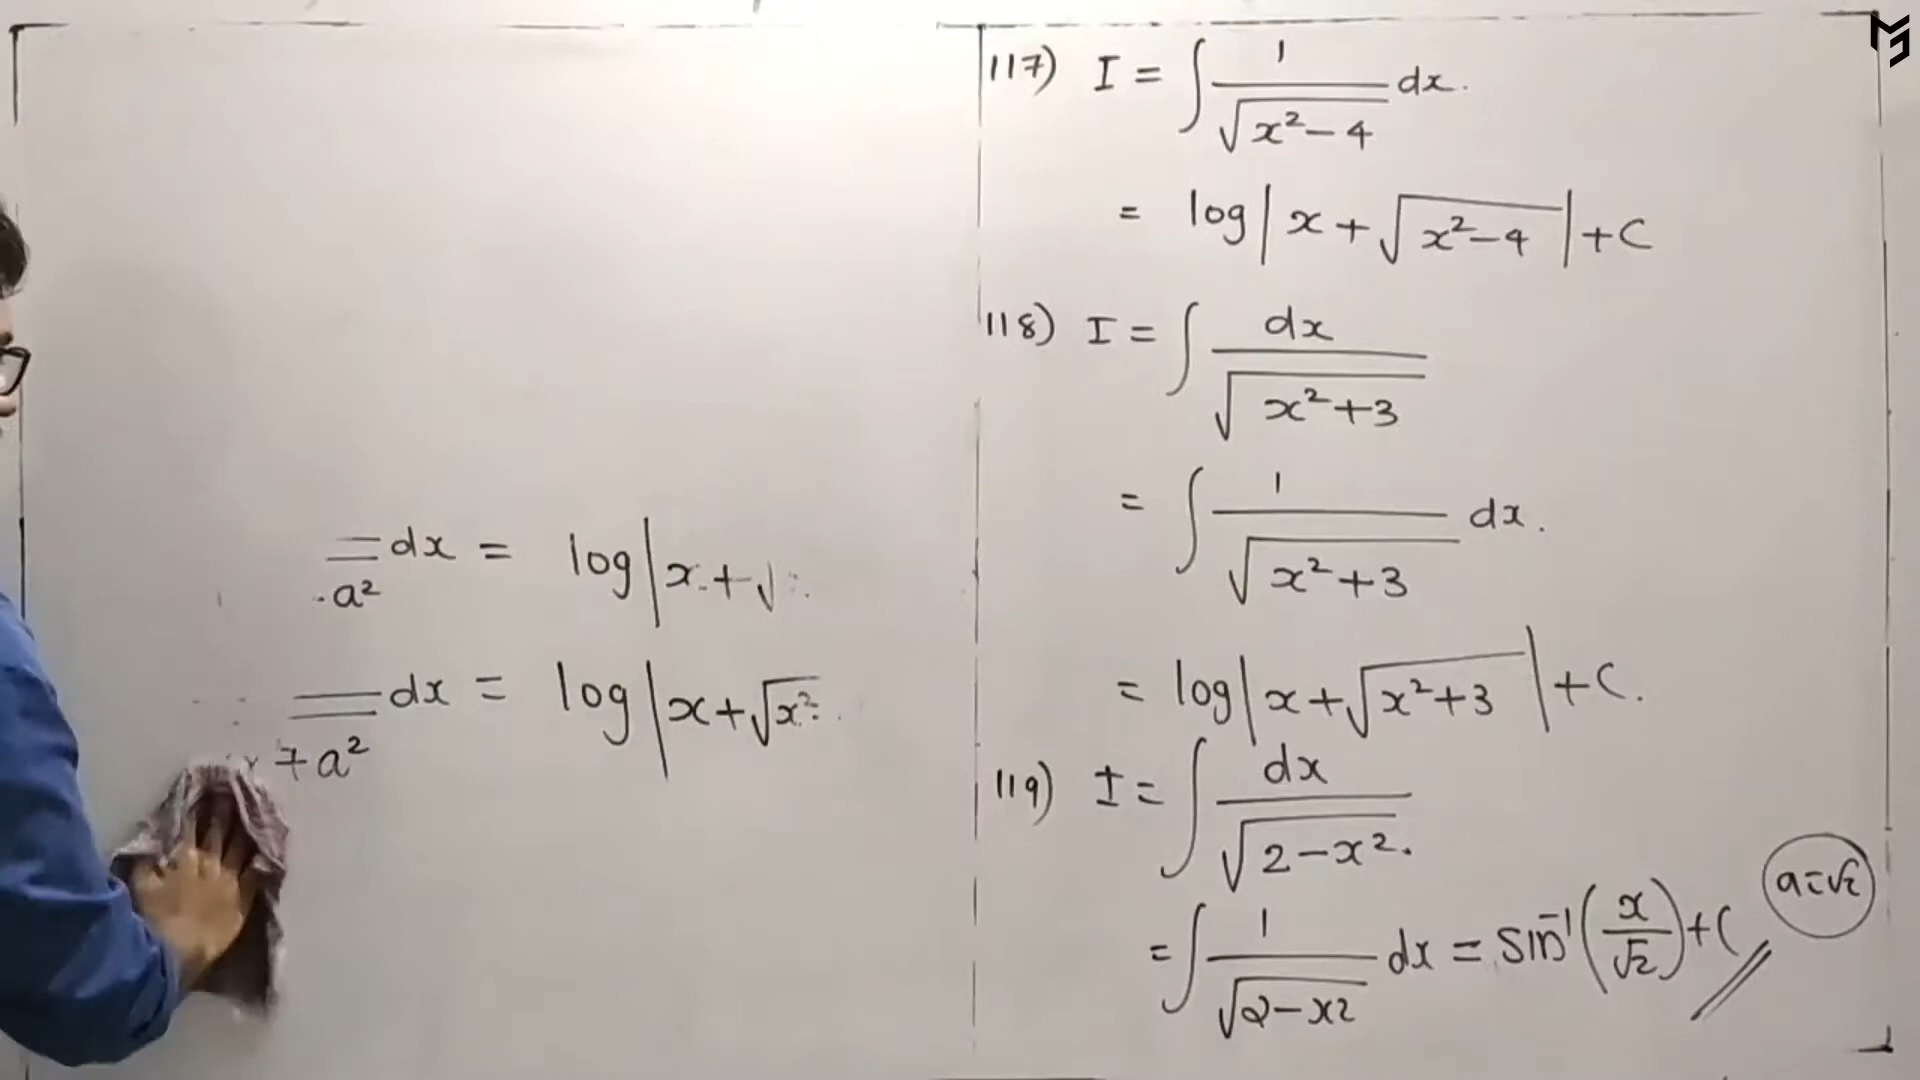 dx = log|x+√
a²
dx = log|x+√x²
+a²
117) I = ∫ 1/√(x²-4) dx.
= log|x+√(x²-4)|+C
118) I = ∫ dx/√(x²+3)
= ∫ 1/√(x²+3) dx.
= log|x+√(x²+3)|+C.
119) I = ∫ dx/√(2-x²).
a=√2
= ∫ 1/√(2-x²) dx = sin⁻¹(x/√2)+C